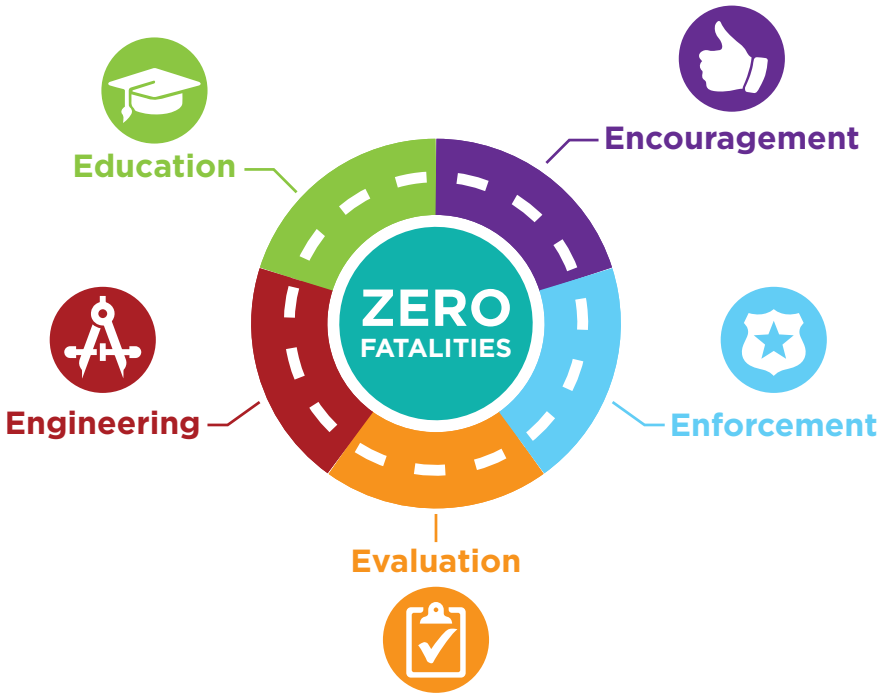 Education
Encouragement
ZERO
FATALITIES
Engineering
Enforcement
Evaluation